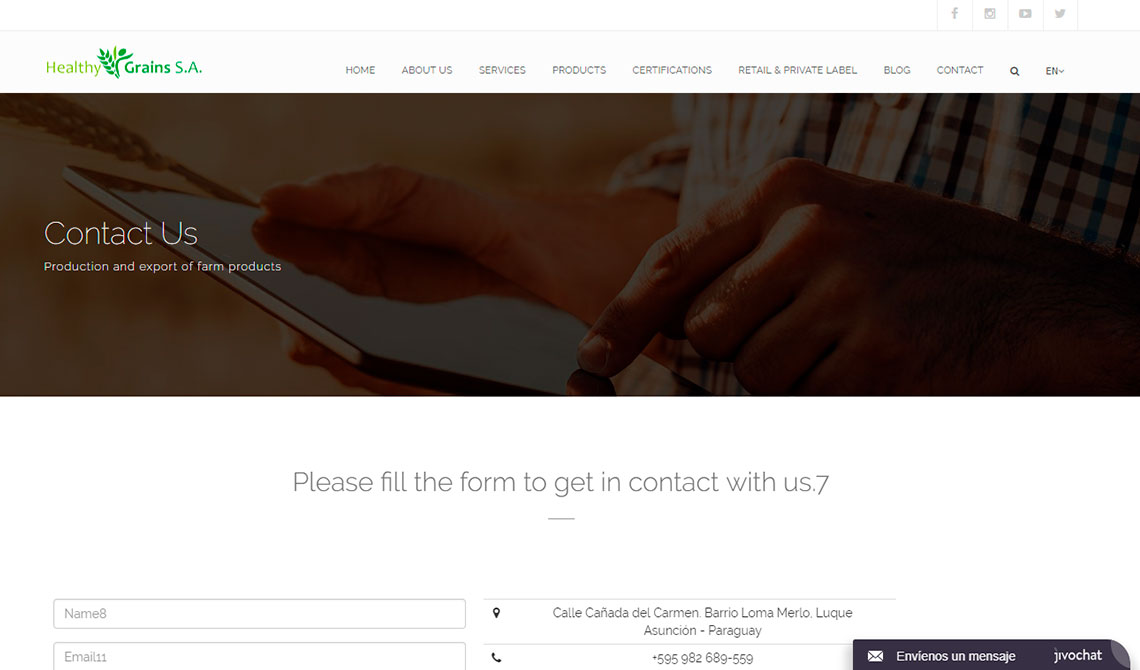 Healthy Grains S.A.
HOME ABOUT US SERVICES PRODUCTS CERTIFICATIONS RETAIL & PRIVATE LABEL BLOG CONTACT EN
Contact Us
Production and export of farm products
Please fill the form to get in contact with us.7
Name8
Email11
Calle Cañada del Carmen. Barrio Loma Merlo, Luque
Asunción - Paraguay
+595 982 689-559
Envíenos un mensaje jivochat